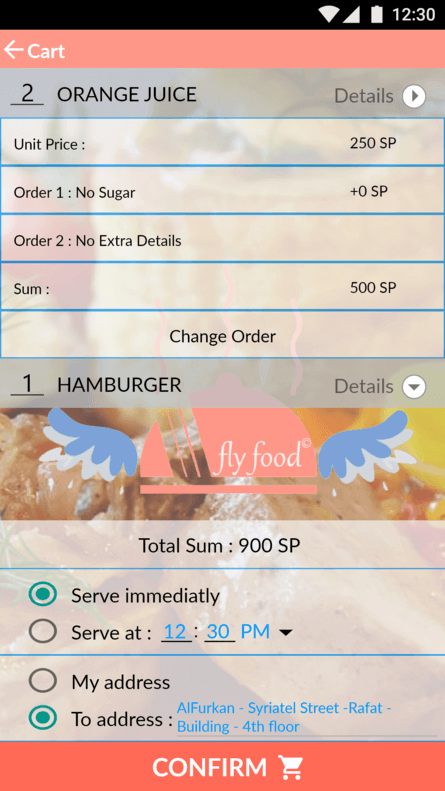 12:30
Cart
2 ORANGE JUICE Details
Unit Price : 250 SP
Order 1 : No Sugar +0 SP
Order 2 : No Extra Details
Sum : 500 SP
Change Order
1 HAMBURGER Details
fly food©
Total Sum : 900 SP
Serve immediatly
Serve at : 12 : 30 PM
My address
To address : AlFurkan - Syriatel Street -Rafat -
Building - 4th floor
CONFIRM